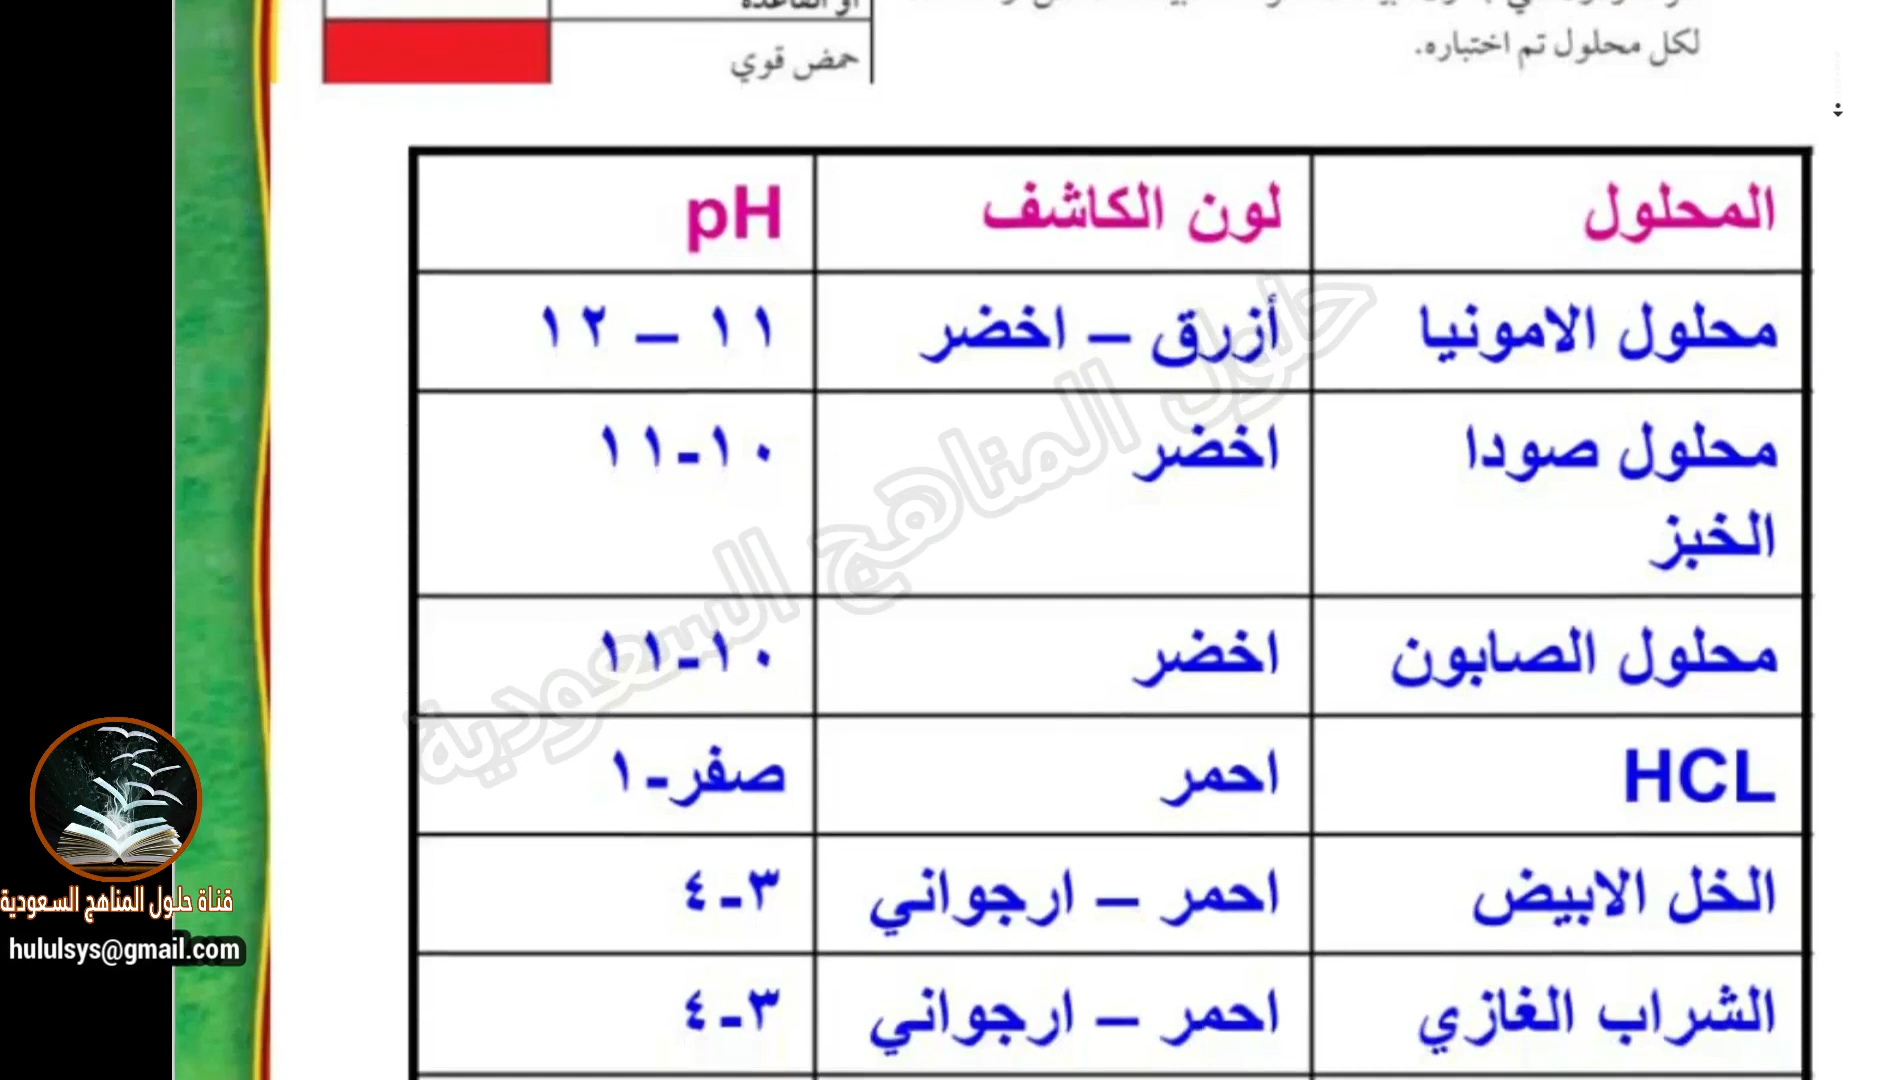 لكل محلول تم اختباره.
أو القاعدة
حمض قوي
المحلول لون الكاشف pH
محلول الامونيا أزرق – اخضر ١١ – ١٢
محلول صودا الخبز اخضر ١٠-١١
محلول الصابون اخضر ١٠-١١
HCL احمر صفر-١
الخل الابيض احمر – ارجواني ٣-٤
الشراب الغازي احمر – ارجواني ٣-٤
حلول المناهج السعودية
قناة حلول المناهج السعودية
hululsys@gmail.com